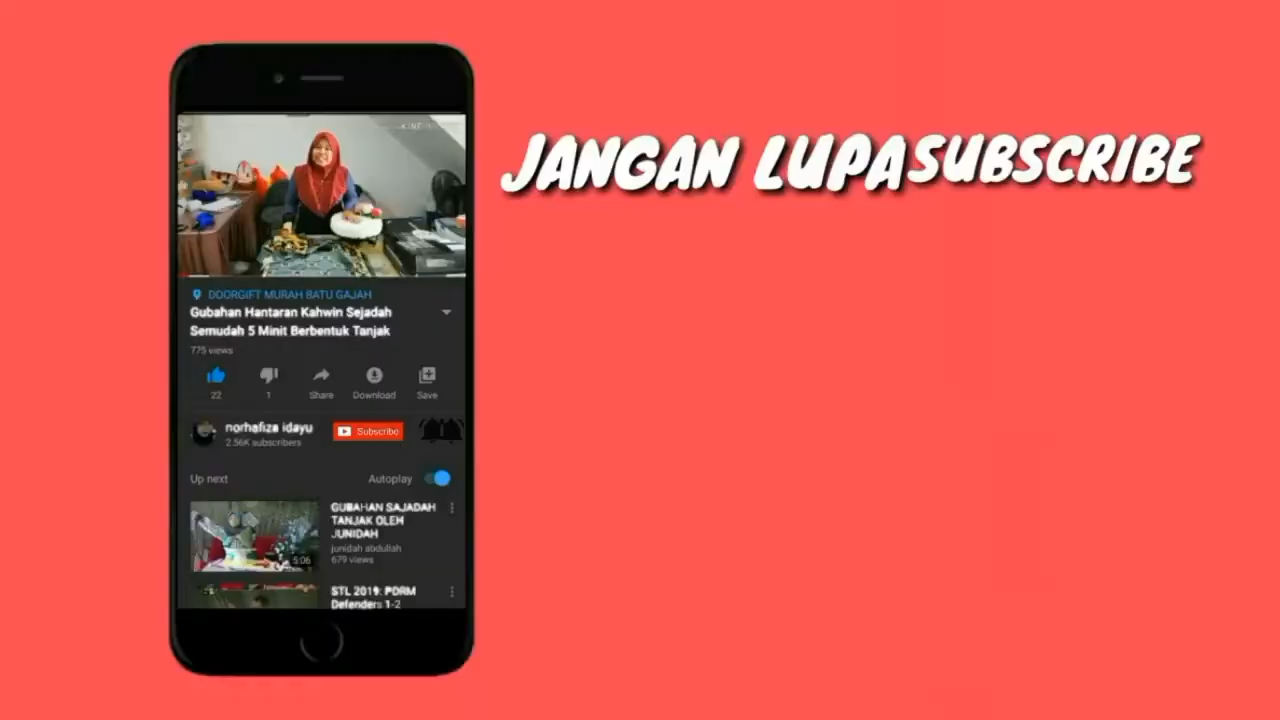 JANGAN LUPA SUBSCRIBE
DOORGIFT MURAH BATU GAJAH
Gubahan Hantaran Kahwin Sejadah
Semudah 5 Minit Berbentuk Tanjak
775 views
22
1
Share
Download
Save
norhafiza idayu
2.56K subscribers
Subscribe
Up next
Autoplay
GUBAHAN SAJADAH
TANJAK OLEH
JUNIDAH
junidah abdullah
679 views
5:06
STL 2019: PDRM
Defenders 1-2